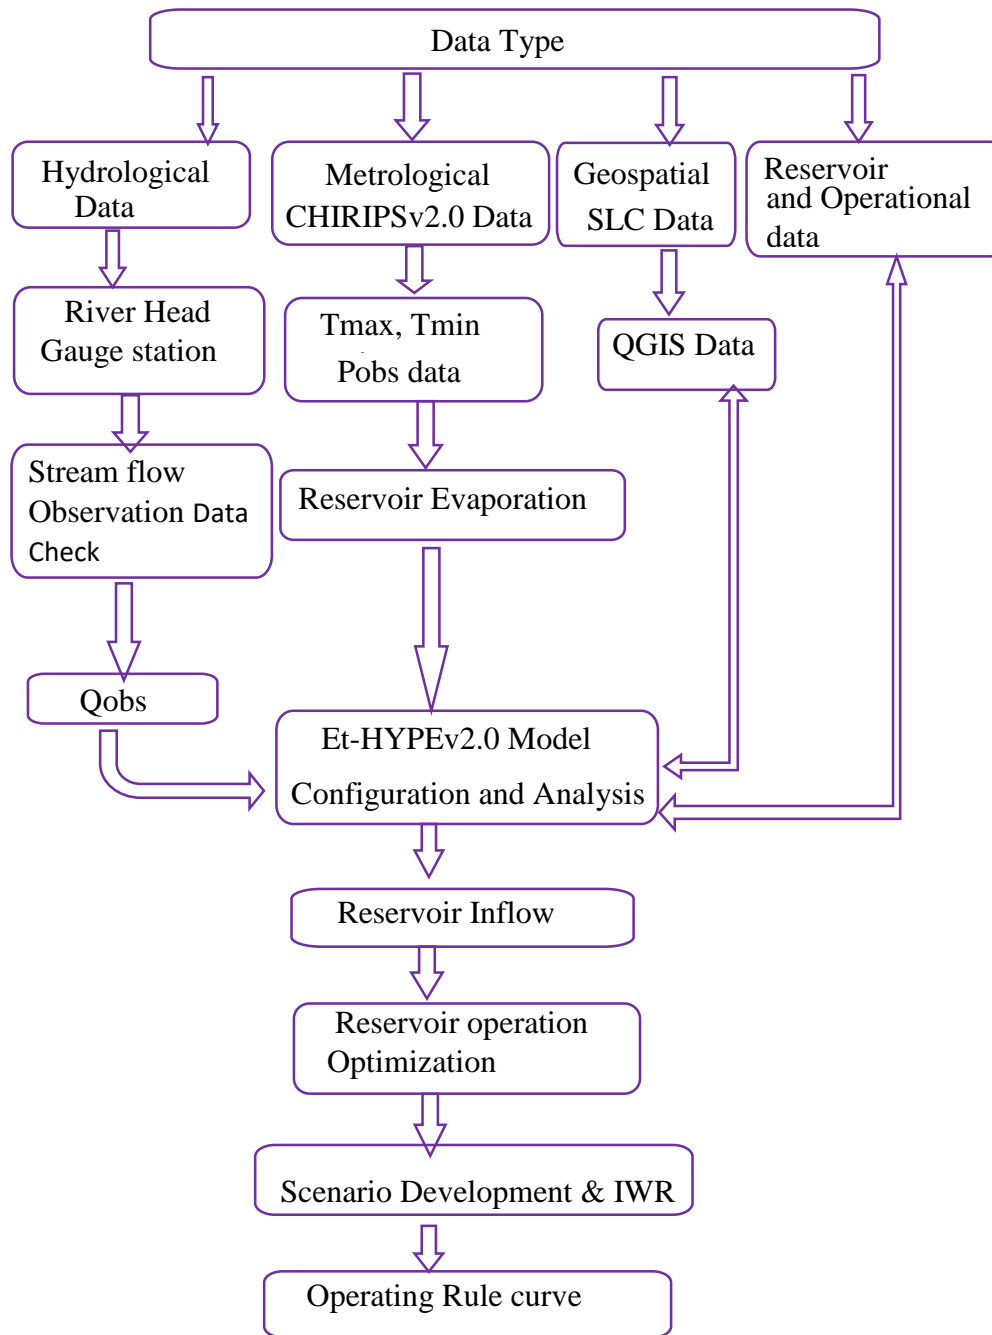 Data Type
Hydrological
Data
Metrological
CHIRIPSv2.0 Data
Geospatial
SLC Data
Reservoir
and Operational
data
River Head
Gauge station
Tmax, Tmin
Pobs data
QGIS Data
Stream flow
Observation Data
Check
Reservoir Evaporation
Qobs
Et-HYPEv2.0 Model
Configuration and Analysis
Reservoir Inflow
Reservoir operation
Optimization
Scenario Development & IWR
Operating Rule curve